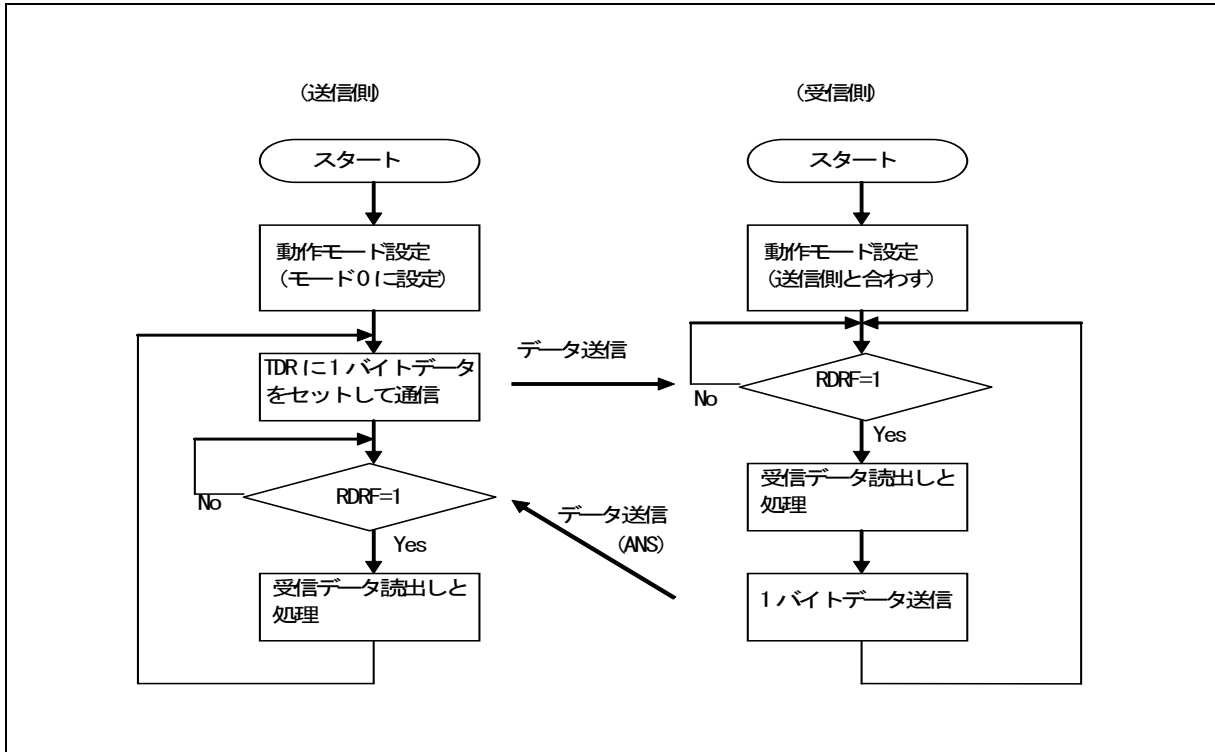 (送信側)
スタート
動作モード設定
(モード0に設定)
TDRに1バイトデータ
をセットして通信
RDRF=1
No
Yes
受信データ読出しと
処理
データ送信
データ送信
(ANS)
(受信側)
スタート
動作モード設定
(送信側と合わす)
RDRF=1
No
Yes
受信データ読出しと
処理
1バイトデータ送信